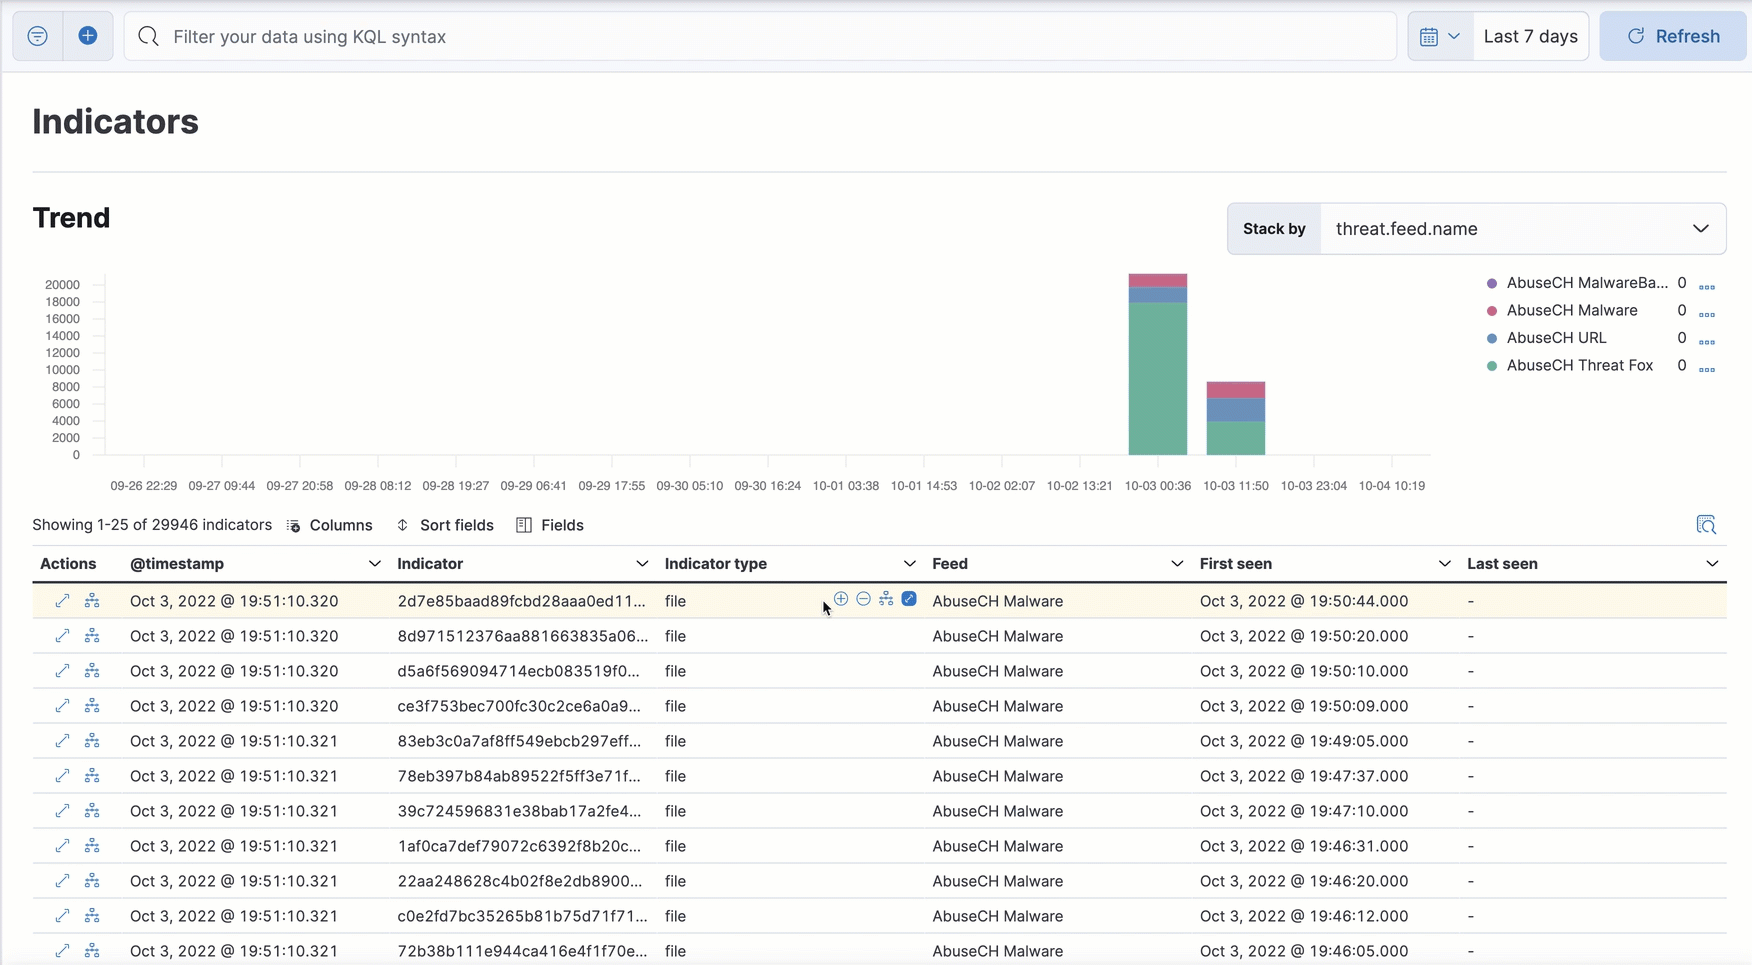 Filter your data using KQL syntax
Last 7 days
Refresh
Indicators
Trend
Stack by threat.feed.name
20000
18000
16000
14000
12000
10000
8000
6000
4000
2000
0
09-26 22:29 09-27 09:44 09-27 20:58 09-28 08:12 09-28 19:27 09-29 06:41 09-29 17:55 09-30 05:10 09-30 16:24 10-01 03:38 10-01 14:53 10-02 02:07 10-02 13:21 10-03 00:36 10-03 11:50 10-03 23:04 10-04 10:19
AbuseCH MalwareBa... 0
AbuseCH Malware 0
AbuseCH URL 0
AbuseCH Threat Fox 0
Showing 1-25 of 29946 indicators Columns Sort fields Fields
Actions @timestamp Indicator Indicator type Feed First seen Last seen
Oct 3, 2022 @ 19:51:10.320 2d7e85baad89fcbd28aaa0ed11... file AbuseCH Malware Oct 3, 2022 @ 19:50:44.000 -
Oct 3, 2022 @ 19:51:10.320 8d971512376aa881663835a06... file AbuseCH Malware Oct 3, 2022 @ 19:50:20.000 -
Oct 3, 2022 @ 19:51:10.320 d5a6f569094714ecb083519f0... file AbuseCH Malware Oct 3, 2022 @ 19:50:10.000 -
Oct 3, 2022 @ 19:51:10.320 ce3f753bec700fc30c2ce6a0a9... file AbuseCH Malware Oct 3, 2022 @ 19:50:09.000 -
Oct 3, 2022 @ 19:51:10.321 83eb3c0a7af8ff549ebcb297eff... file AbuseCH Malware Oct 3, 2022 @ 19:49:05.000 -
Oct 3, 2022 @ 19:51:10.321 78eb397b84ab89522f5ff3e71f... file AbuseCH Malware Oct 3, 2022 @ 19:47:37.000 -
Oct 3, 2022 @ 19:51:10.321 39c724596831e38bab17a2fe4... file AbuseCH Malware Oct 3, 2022 @ 19:47:10.000 -
Oct 3, 2022 @ 19:51:10.321 1af0ca7def79072c6392f8b20c... file AbuseCH Malware Oct 3, 2022 @ 19:46:31.000 -
Oct 3, 2022 @ 19:51:10.321 22aa248628c4b02f8e2db8900... file AbuseCH Malware Oct 3, 2022 @ 19:46:20.000 -
Oct 3, 2022 @ 19:51:10.321 c0e2fd7bc35265b81b75d71f71... file AbuseCH Malware Oct 3, 2022 @ 19:46:12.000 -
Oct 3, 2022 @ 19:51:10.321 72b38b111e944ca416e4f1f70e... file AbuseCH Malware Oct 3, 2022 @ 19:46:05.000 -